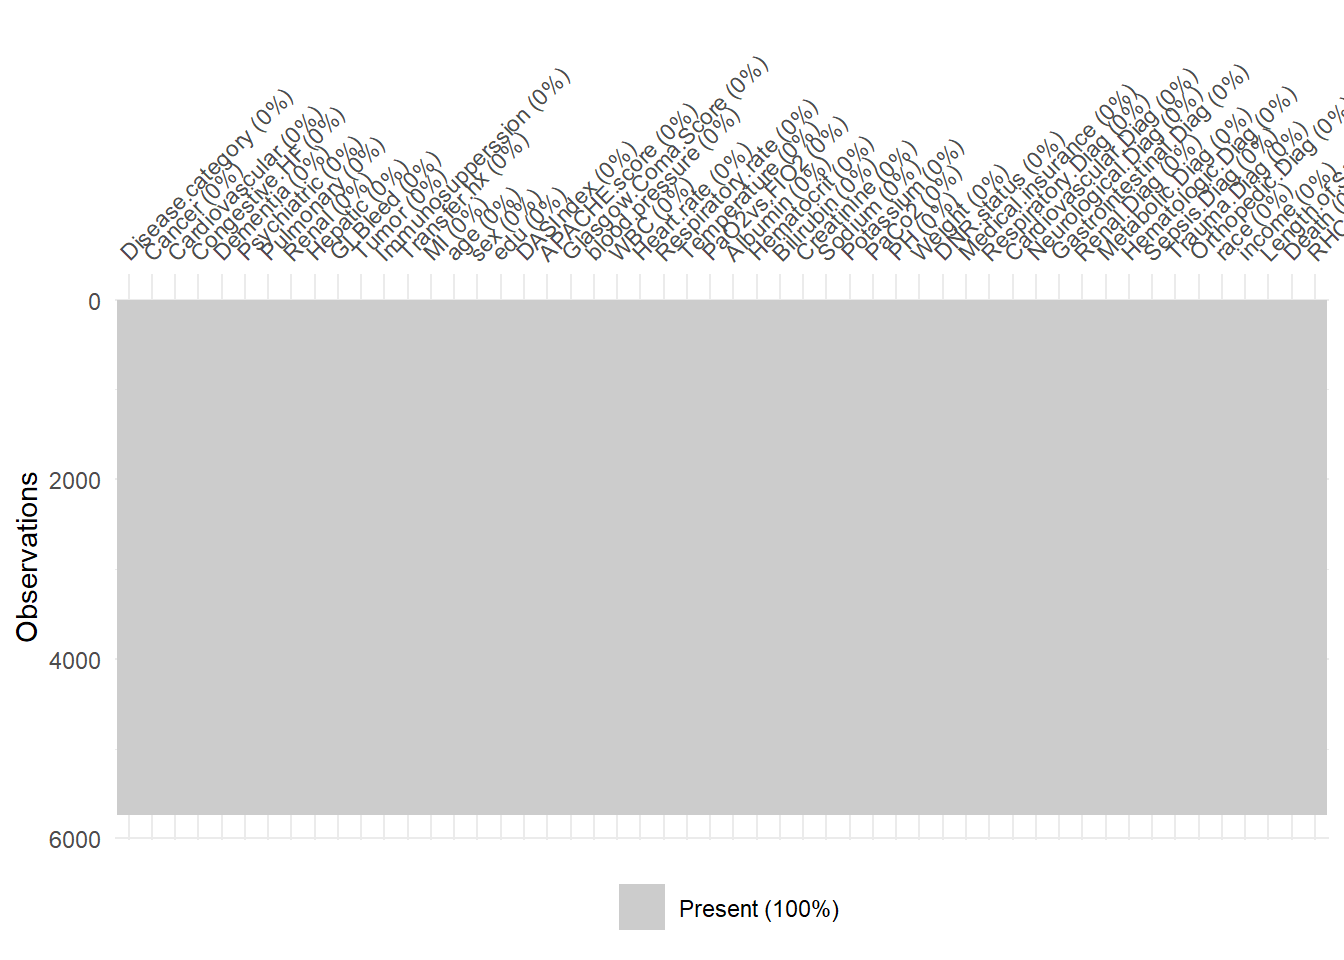 Disease.category (0%)
Cancer (0%)
Cardiovascular (0%)
Congestive.HF (0%)
Dementia (0%)
Psychiatric (0%)
Pulmonary (0%)
Renal (0%)
Hepatic (0%)
GI.Bleed (0%)
Tumor (0%)
Immunosupperssion (0%)
Transfer.hx (0%)
MI (0%)
age (0%)
sex (0%)
edu (0%)
DASIndex (0%)
APACHE.score (0%)
Glasgow.Coma.Score (0%)
blood.pressure (0%)
WBC (0%)
Heart.rate (0%)
Respiratory.rate (0%)
Temperature (0%)
PaO2vs.FIO2 (0%)
Albumin (0%)
Hematocrit (0%)
Bilirubin (0%)
Creatinine (0%)
Sodium (0%)
Potassium (0%)
PaCo2 (0%)
PH (0%)
Weight (0%)
DNR.status (0%)
Medical.insurance (0%)
Respiratory.Diag (0%)
Cardiovascular.Diag (0%)
Neurological.Diag (0%)
Gastrointestinal.Diag (0%)
Renal.Diag (0%)
Metabolic.Diag (0%)
Hematologic.Diag (0%)
Sepsis.Diag (0%)
Trauma.Diag (0%)
Orthopedic.Diag (0%)
race (0%)
income (0%)
Length.of.s
Death (0
RHC
0
2000
4000
6000
Observations
Present (100%)